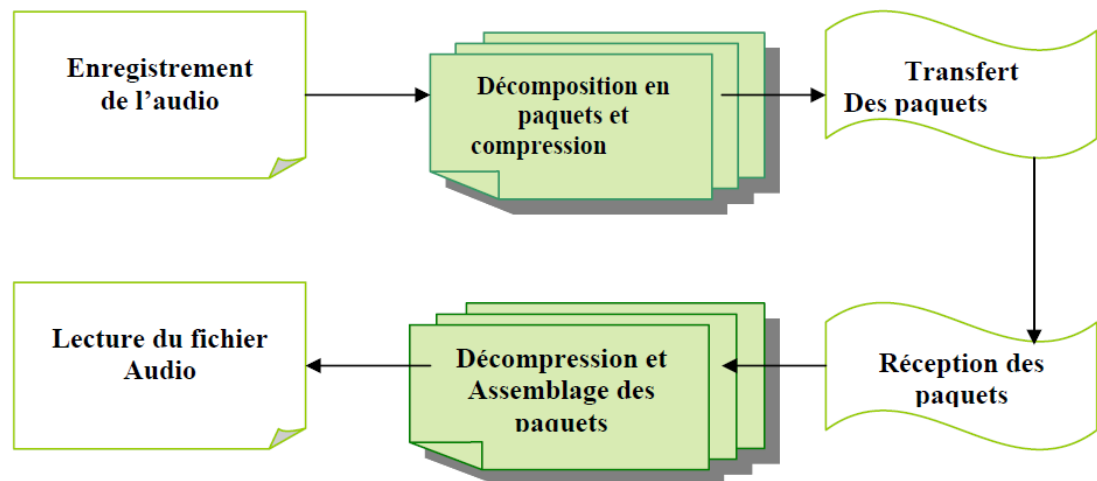 Enregistrement
de l’audio
Décomposition en
paquets et
compression
Transfert
Des paquets
Réception des
paquets
Décompression et
Assemblage des
paquets
Lecture du fichier
Audio